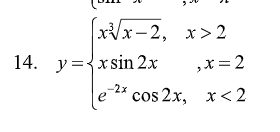 14. y = { x∛(x−2), x > 2
x sin 2x , x = 2
e^{−2x} cos 2x, x < 2